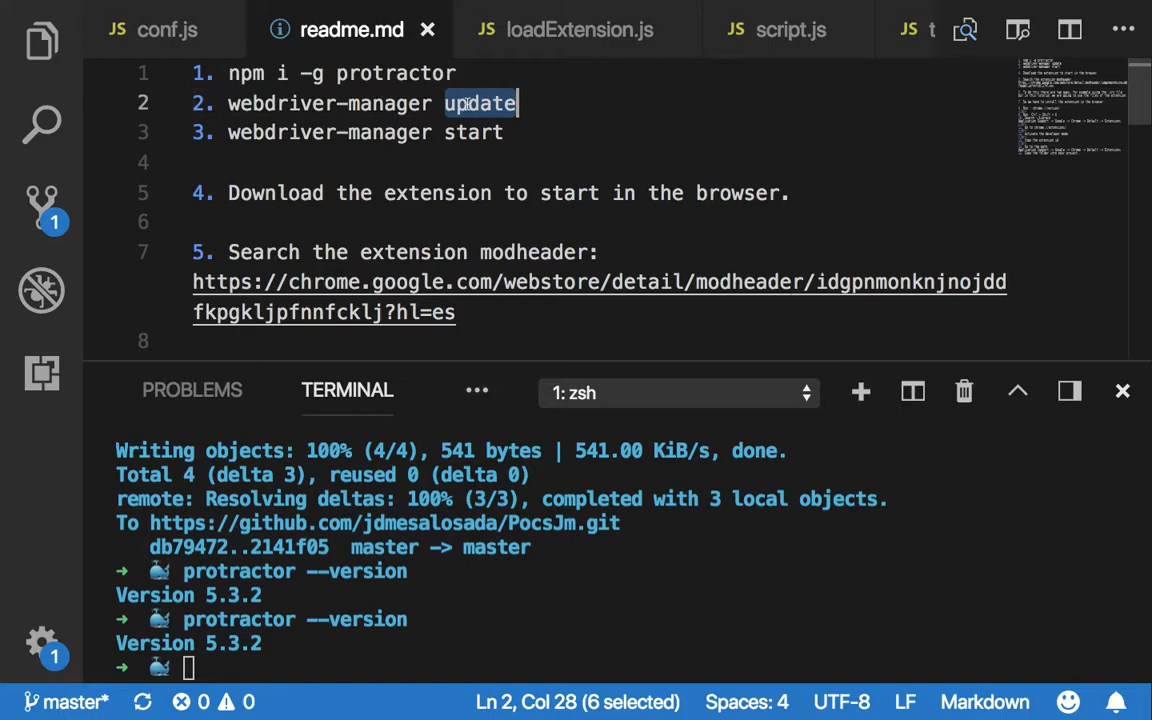 JS conf.js
readme.md
JS loadExtension.js
JS script.js
JS t
1 1. npm i -g protractor
2 2. webdriver-manager update
3 3. webdriver-manager start
4
5 4. Download the extension to start in the browser.
6
7 5. Search the extension modheader:
https://chrome.google.com/webstore/detail/modheader/idgpnmonknjnojdd
fkpgkljpfnnfcklj?hl=es
8
1
PROBLEMS TERMINAL ... 1: zsh
Writing objects: 100% (4/4), 541 bytes | 541.00 KiB/s, done.
Total 4 (delta 3), reused 0 (delta 0)
remote: Resolving deltas: 100% (3/3), completed with 3 local objects.
To https://github.com/jdmesalosada/PocsJm.git
db79472..2141f05 master -> master
➜ 🐳 protractor --version
Version 5.3.2
➜ 🐳 protractor --version
Version 5.3.2
➜ 🐳
1
master* 0 0 Ln 2, Col 28 (6 selected) Spaces: 4 UTF-8 LF Markdown